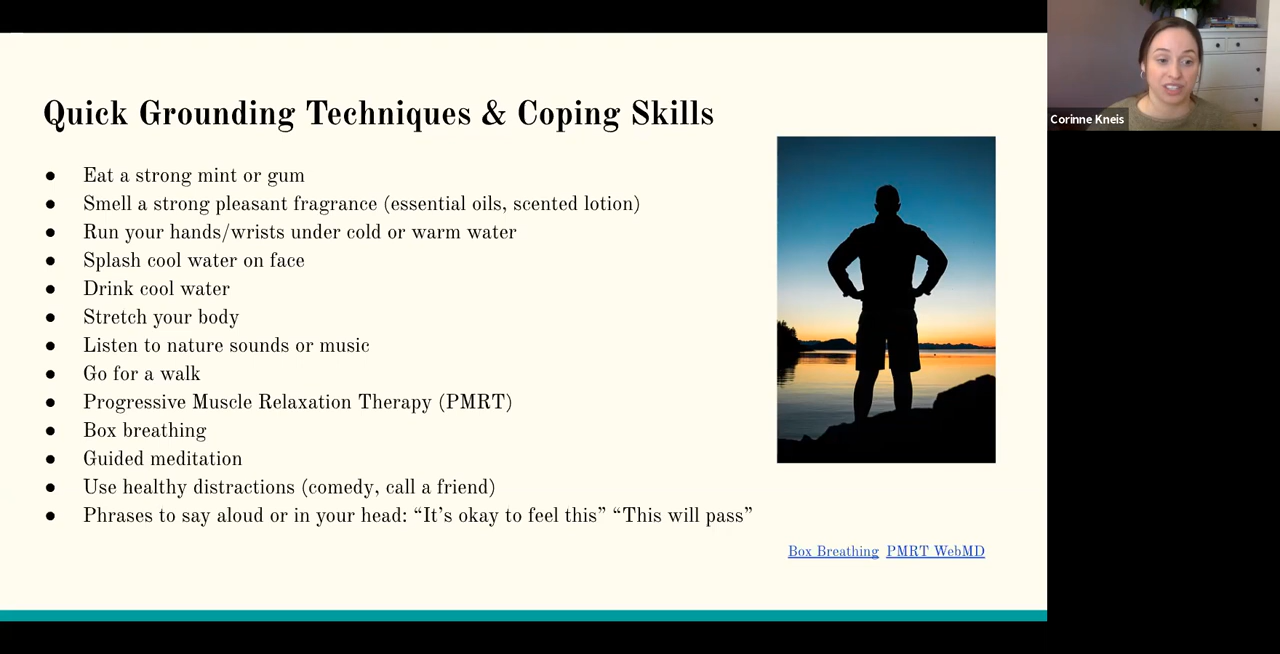 Quick Grounding Techniques & Coping Skills
● Eat a strong mint or gum
● Smell a strong pleasant fragrance (essential oils, scented lotion)
● Run your hands/wrists under cold or warm water
● Splash cool water on face
● Drink cool water
● Stretch your body
● Listen to nature sounds or music
● Go for a walk
● Progressive Muscle Relaxation Therapy (PMRT)
● Box breathing
● Guided meditation
● Use healthy distractions (comedy, call a friend)
● Phrases to say aloud or in your head: “It’s okay to feel this” “This will pass”
Box Breathing PMRT WebMD
Corinne Kneis